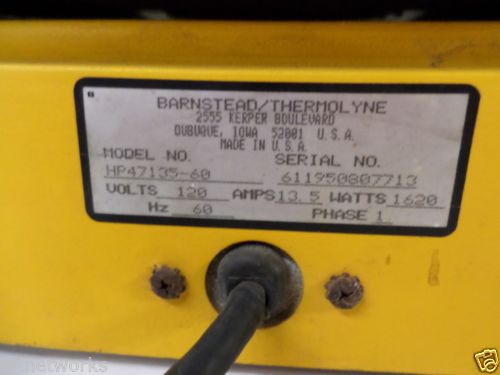 BARNSTEAD/THERMOLYNE
2555 KERPER BOULEVARD
DUBUQUE, IOWA 52001 U.S.A.
MADE IN U.S.A.
MODEL NO. SERIAL NO.
HP47135-60 611950807713
VOLTS 120 AMPS 13.5 WATTS 1620
Hz 60 PHASE 1